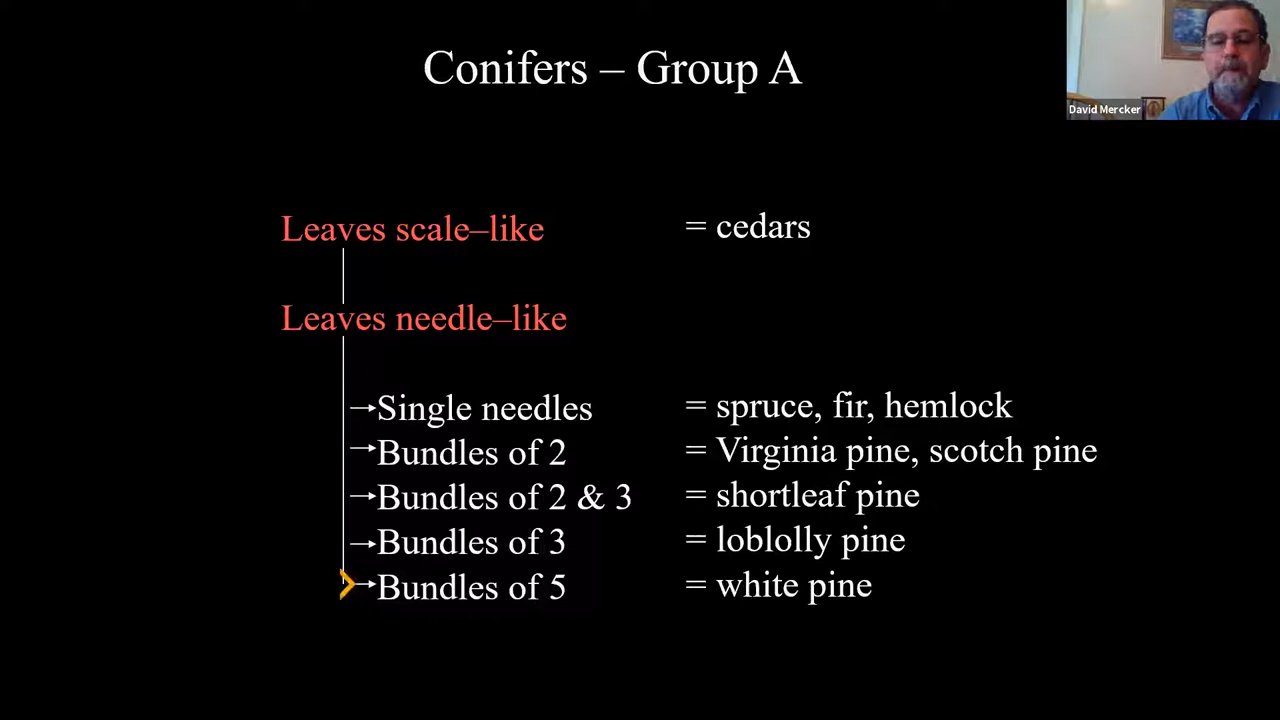 Conifers – Group A
David Mercker
Leaves scale–like = cedars
Leaves needle–like
Single needles = spruce, fir, hemlock
Bundles of 2 = Virginia pine, scotch pine
Bundles of 2 & 3 = shortleaf pine
Bundles of 3 = loblolly pine
Bundles of 5 = white pine